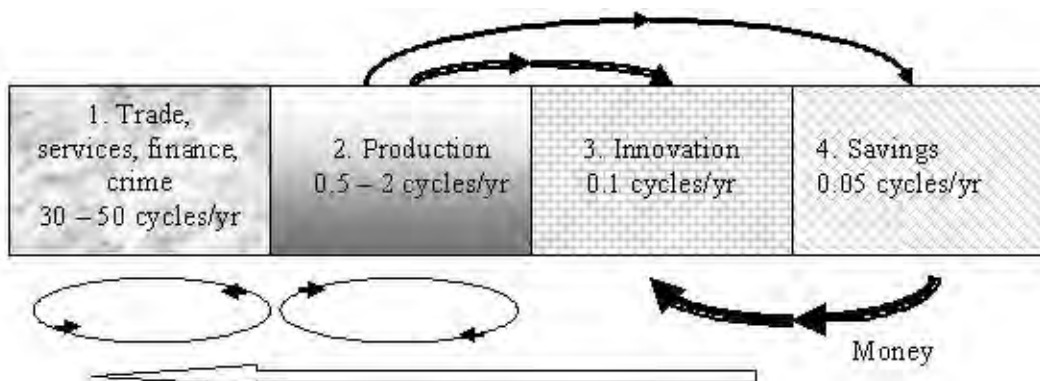 1. Trade,
services, finance,
crime
30 – 50 cycles/yr
2. Production
0.5 – 2 cycles/yr
3. Innovation
0.1 cycles/yr
4. Savings
0.05 cycles/yr
Money